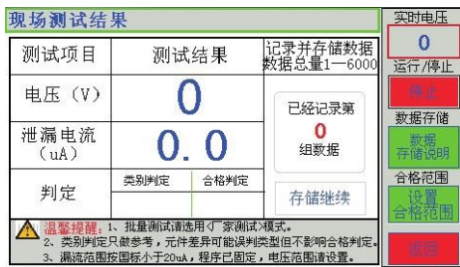 现场测试结果
测试项目
测试结果
记录并存储数据
数据总量1—6000
电压（V）
0
泄漏电流
（uA）
0.0
已经记录第
0
组数据
判定
类别判定
合格判定
存储继续
温馨提醒：1、批量测试请选用<厂家测试>模式。
2、类别判定只做参考，元件差异可能误判类型但不影响合格判定。
3、漏流范围按国标小于20uA，程序已固定，电压范围请设置。
实时电压
0
运行/停止
停止
数据存储
数据
存储说明
合格范围
设置
合格范围
返回